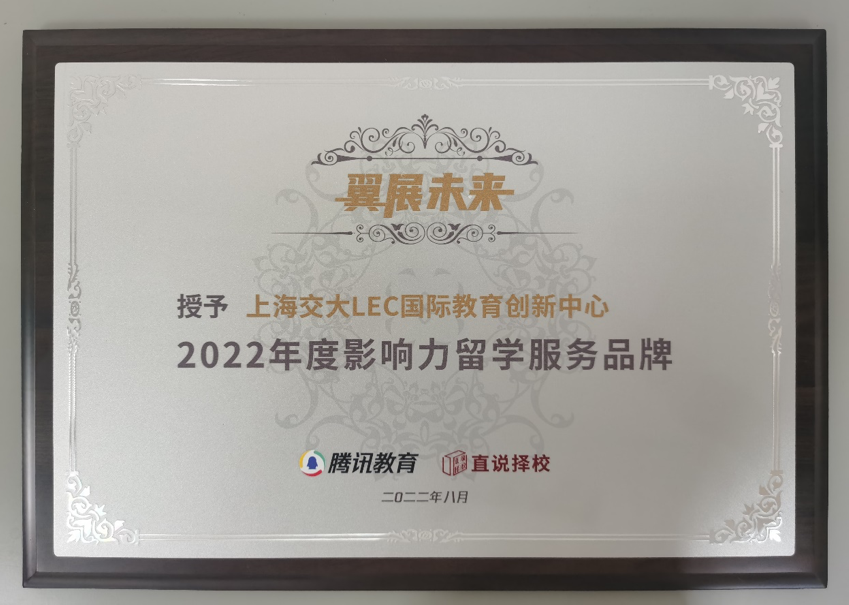 翼展未来
授予 上海交大LEC国际教育创新中心
2022年度影响力留学服务品牌
腾讯教育 直说择校
二〇二二年八月